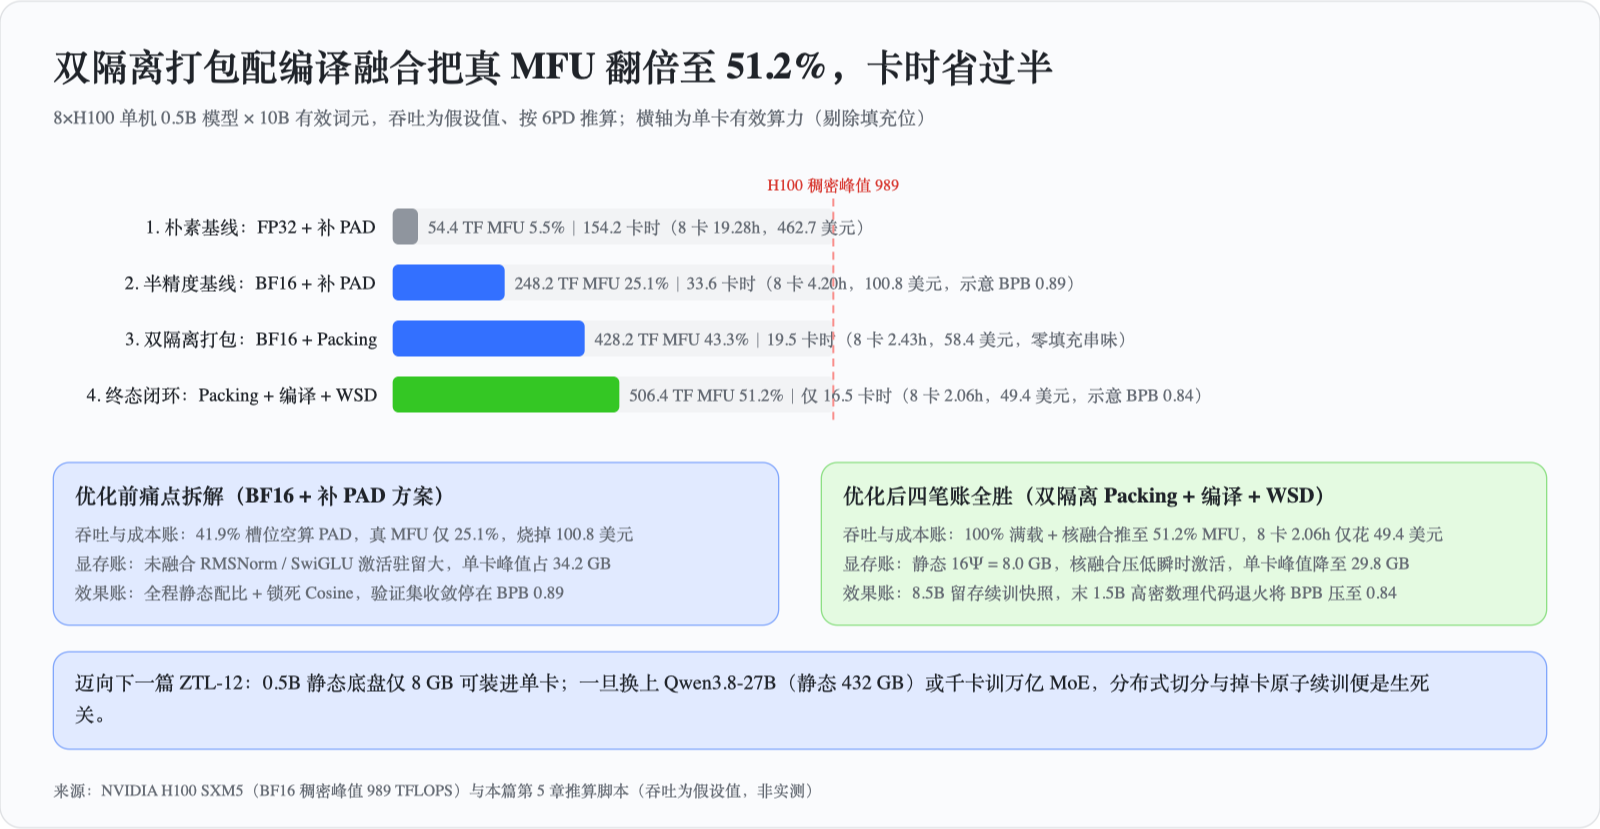 双隔离打包配编译融合把真 MFU 翻倍至 51.2%，卡时省过半
8×H100 单机 0.5B 模型 × 10B 有效词元，吞吐为假设值、按 6PD 推算；横轴为单卡有效算力（剔除填充位）
H100 稠密峰值 989
1. 朴素基线：FP32 + 补 PAD
54.4 TF MFU 5.5%｜154.2 卡时（8 卡 19.28h，462.7 美元）
2. 半精度基线：BF16 + 补 PAD
248.2 TF MFU 25.1%｜33.6 卡时（8 卡 4.20h，100.8 美元，示意 BPB 0.89）
3. 双隔离打包：BF16 + Packing
428.2 TF MFU 43.3%｜19.5 卡时（8 卡 2.43h，58.4 美元，零填充串味）
4. 终态闭环：Packing + 编译 + WSD
506.4 TF MFU 51.2%｜仅 16.5 卡时（8 卡 2.06h，49.4 美元，示意 BPB 0.84）
优化前痛点拆解（BF16 + 补 PAD 方案）
吞吐与成本账：41.9% 槽位空算 PAD，真 MFU 仅 25.1%，烧掉 100.8 美元
显存账：未融合 RMSNorm / SwiGLU 激活驻留大，单卡峰值占 34.2 GB
效果账：全程静态配比 + 锁死 Cosine，验证集收敛停在 BPB 0.89
优化后四笔账全胜（双隔离 Packing + 编译 + WSD）
吞吐与成本账：100% 满载 + 核融合推至 51.2% MFU，8 卡 2.06h 仅花 49.4 美元
显存账：静态 16Ψ = 8.0 GB，核融合压低瞬时激活，单卡峰值降至 29.8 GB
效果账：8.5B 留存续训快照，末 1.5B 高密数理代码退火将 BPB 压至 0.84
迈向下一篇 ZTL-12：0.5B 静态底盘仅 8 GB 可装进单卡；一旦换上 Qwen3.8-27B（静态 432 GB）或千卡训万亿 MoE，分布式切分与掉卡原子续训便是生死
关。
来源：NVIDIA H100 SXM5（BF16 稠密峰值 989 TFLOPS）与本篇第 5 章推算脚本（吞吐为假设值，非实测）